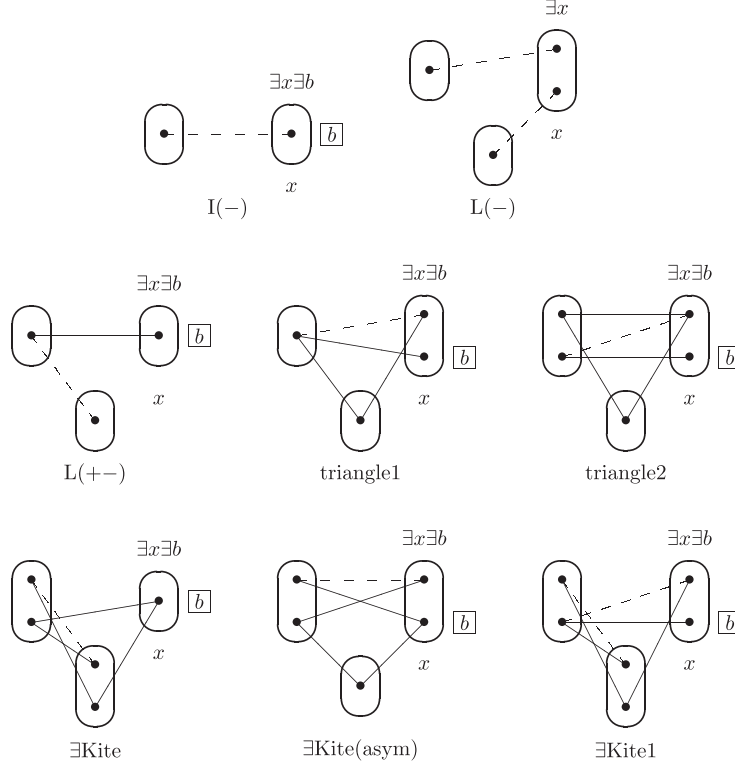 ∃x
∃x∃b
b
x
x
I(−)
L(−)
∃x∃b
∃x∃b
∃x∃b
b
b
b
x
x
x
L(+−)
triangle1
triangle2
∃x∃b
∃x∃b
∃x∃b
b
b
b
x
x
x
∃Kite
∃Kite(asym)
∃Kite1